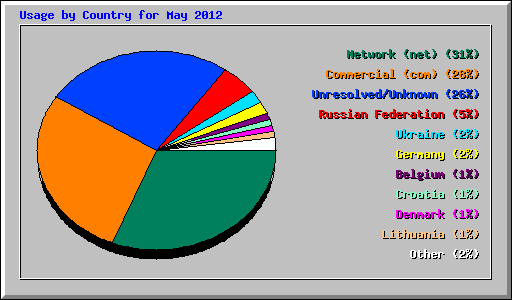 Usage by Country for May 2012
Network (net) (31%)
Commercial (com) (28%)
Unresolved/Unknown (26%)
Russian Federation (5%)
Ukraine (2%)
Germany (2%)
Belgium (1%)
Croatia (1%)
Denmark (1%)
Lithuania (1%)
Other (2%)